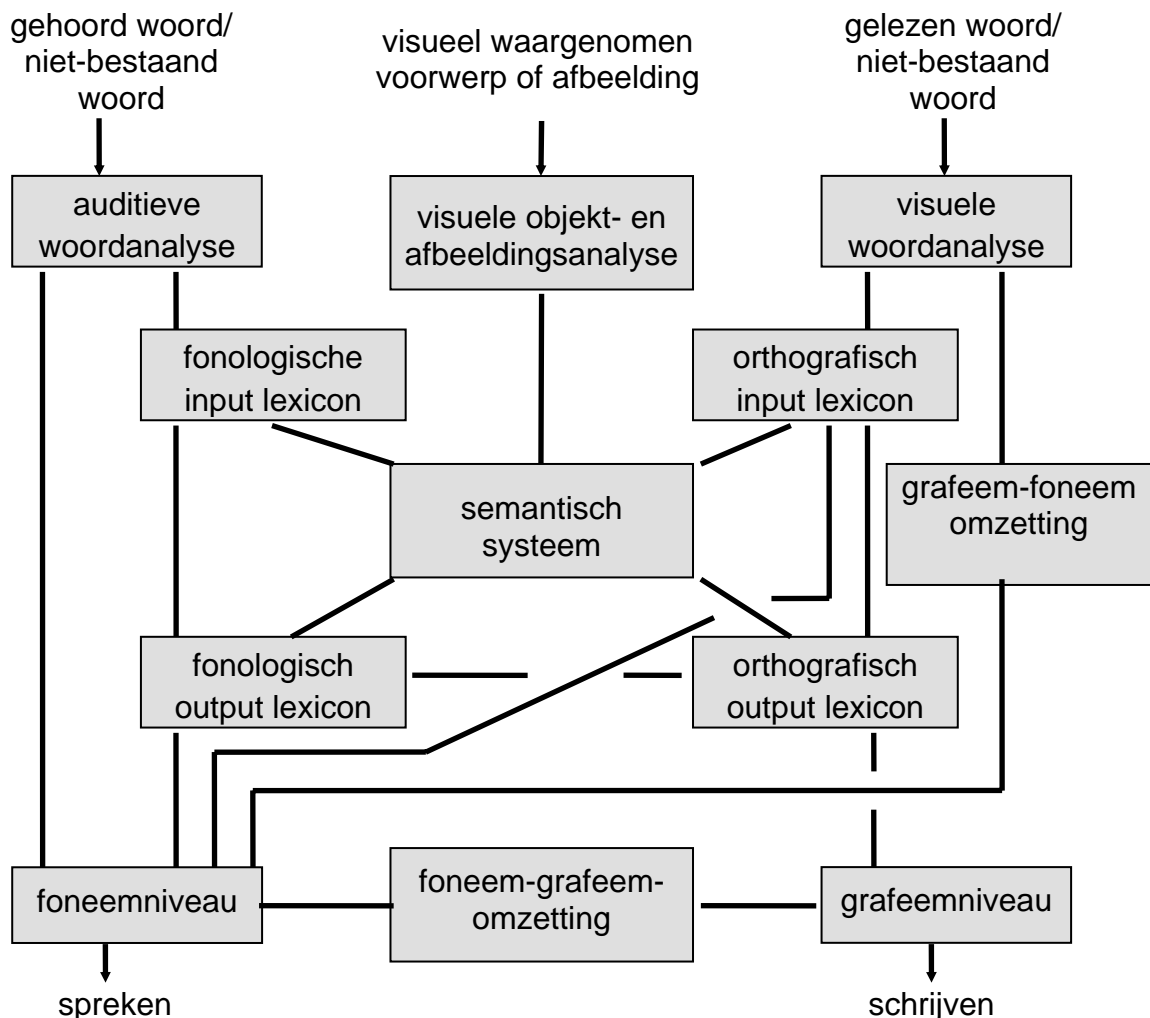 gehoord woord/
niet-bestaand
woord
visueel waargenomen
voorwerp of afbeelding
gelezen woord/
niet-bestaand
woord
auditieve
woordanalyse
visuele objekt- en
afbeeldingsanalyse
visuele
woordanalyse
fonologische
input lexicon
orthografisch
input lexicon
semantisch
systeem
grafeem-foneem
omzetting
fonologisch
output lexicon
orthografisch
output lexicon
foneemniveau
foneem-grafeem-
omzetting
grafeemniveau
spreken
schrijven